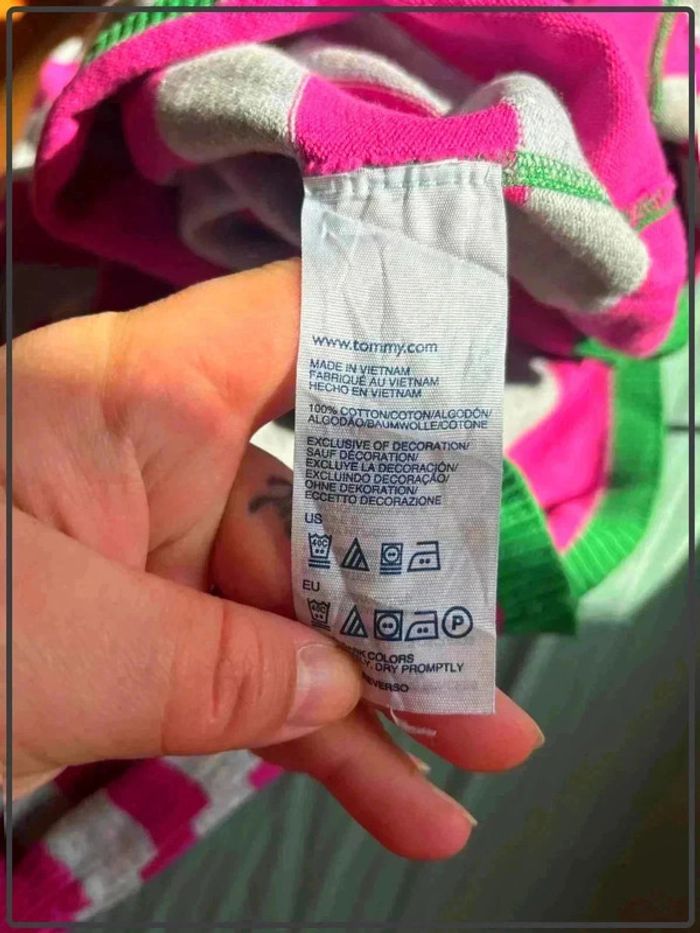 www.tommy.com
MADE IN VIETNAM
FABRIQUÉ AU VIETNAM
HECHO EN VIETNAM
100% COTTON/COTON/ALGODÓN/
ALGODÃO/BAUMWOLLE/COTONE
EXCLUSIVE OF DECORATION/
SAUF DÉCORATION/
EXCLUYE LA DECORACIÓN/
EXCLUINDO DECORAÇÃO/
OHNE DEKORATION/
ECCETTO DECORAZIONE
US
EU
P
COLORS
DRY PROMPTLY